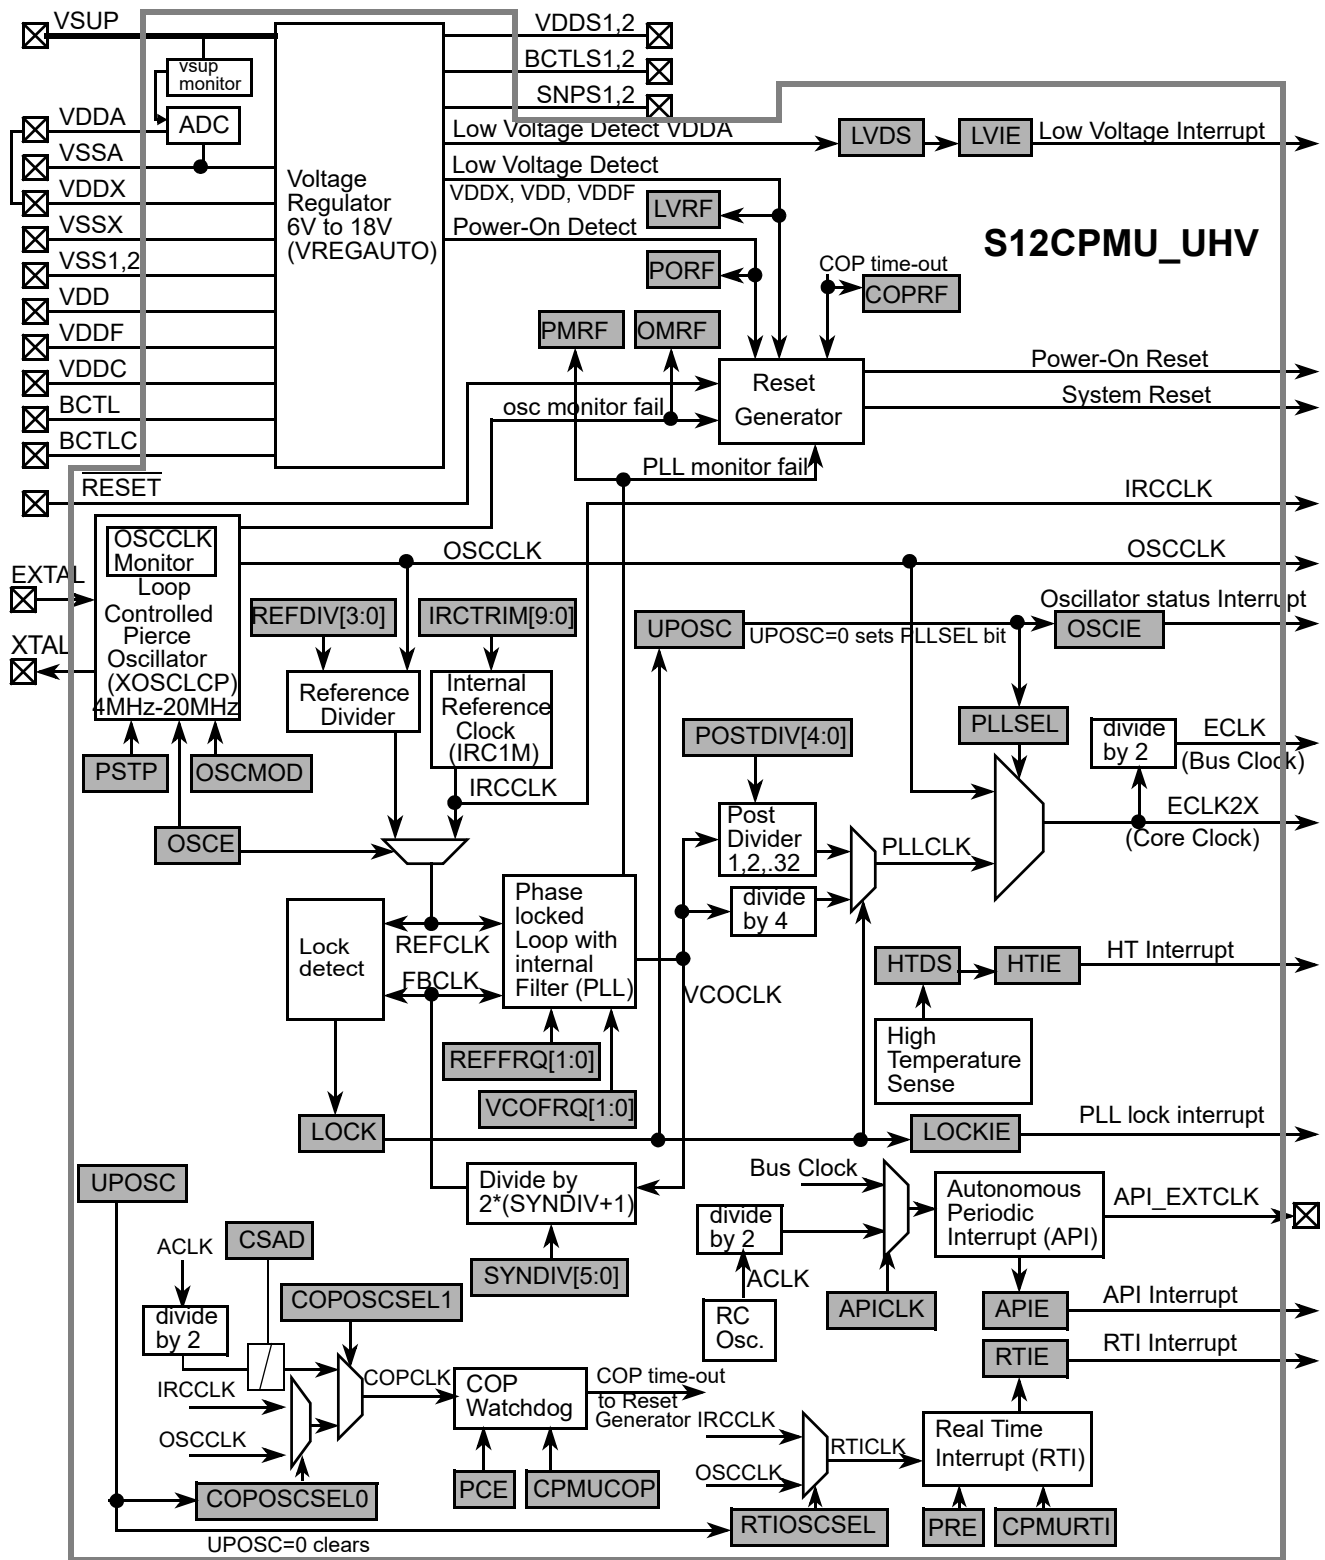 VSUP
VDDA
VSSA
VDDX
VSSX
VSS1,2
VDD
VDDF
VDDC
BCTL
BCTLC
RESET
EXTAL
XTAL
vsup
monitor
ADC
Voltage
Regulator
6V to 18V
(VREGAUTO)
VDDS1,2
BCTLS1,2
SNPS1,2
Low Voltage Detect VDDA
Low Voltage Detect
VDDX, VDD, VDDF
Power-On Detect
LVRF
PORF
PMRF
OMRF
LVDS
LVIE
Low Voltage Interrupt
S12CPMU_UHV
COP time-out
COPRF
Reset
Generator
Power-On Reset
System Reset
osc monitor fail
PLL monitor fail
IRCCLK
OSCCLK
Monitor
Loop
Controlled
Pierce
Oscillator
(XOSCLCP)
4MHz-20MHz
OSCCLK
OSCCLK
REFDIV[3:0]
IRCTRIM[9:0]
UPOSC
UPOSC=0 sets PLLSEL bit
Oscillator status Interrupt
OSCIE
Reference
Divider
Internal
Reference
Clock
(IRC1M)
PSTP
OSCMOD
OSCE
IRCCLK
POSTDIV[4:0]
PLLSEL
divide
by 2
ECLK
(Bus Clock)
ECLK2X
(Core Clock)
Post
Divider
1,2,.32
PLLCLK
divide
by 4
Lock
detect
REFCLK
FBCLK
Phase
locked
Loop with
internal
Filter (PLL)
VCOCLK
REFFRQ[1:0]
VCOFRQ[1:0]
HTDS
HTIE
HT Interrupt
High
Temperature
Sense
LOCK
LOCKIE
PLL lock interrupt
UPOSC
Divide by
2*(SYNDIV+1)
SYNDIV[5:0]
Bus Clock
divide
by 2
ACLK
RC
Osc.
APICLK
Autonomous
Periodic
Interrupt (API)
API_EXTCLK
APIE
API Interrupt
RTIE
RTI Interrupt
ACLK
CSAD
divide
by 2
COPOSCSEL1
IRCCLK
OSCCLK
COPCLK
COP
Watchdog
COP time-out
to Reset
Generator
PCE
CPMUCOP
COPOSCSEL0
UPOSC=0 clears
IRCCLK
OSCCLK
RTICLK
RTIOSCSEL
Real Time
Interrupt (RTI)
PRE
CPMURTI